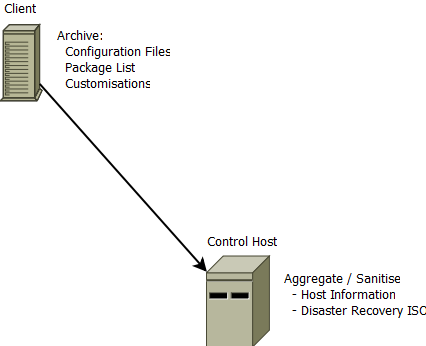 Client
Archive:
Configuration Files
Package List
Customisations
Control Host
Aggregate / Sanitise
- Host Information
- Disaster Recovery ISO